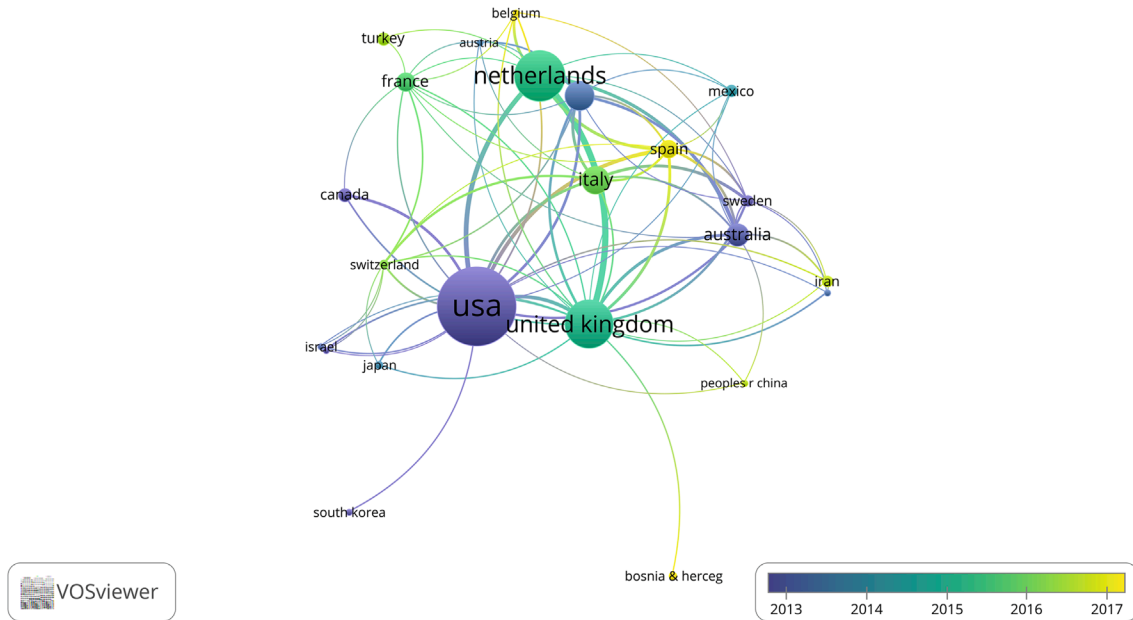 belgium
turkey
austria
netherlands
france
mexico
spain
italy
canada
sweden
australia
switzerland
iran
usa
united kingdom
israel
japan
peoples r china
south korea
bosnia & herceg
VOSviewer
2013
2014
2015
2016
2017